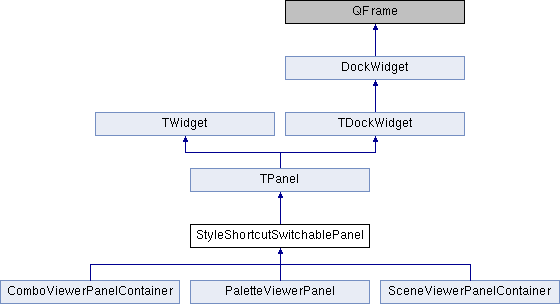 QFrame
DockWidget
TWidget
TDockWidget
TPanel
StyleShortcutSwitchablePanel
ComboViewerPanelContainer
PaletteViewerPanel
SceneViewerPanelContainer